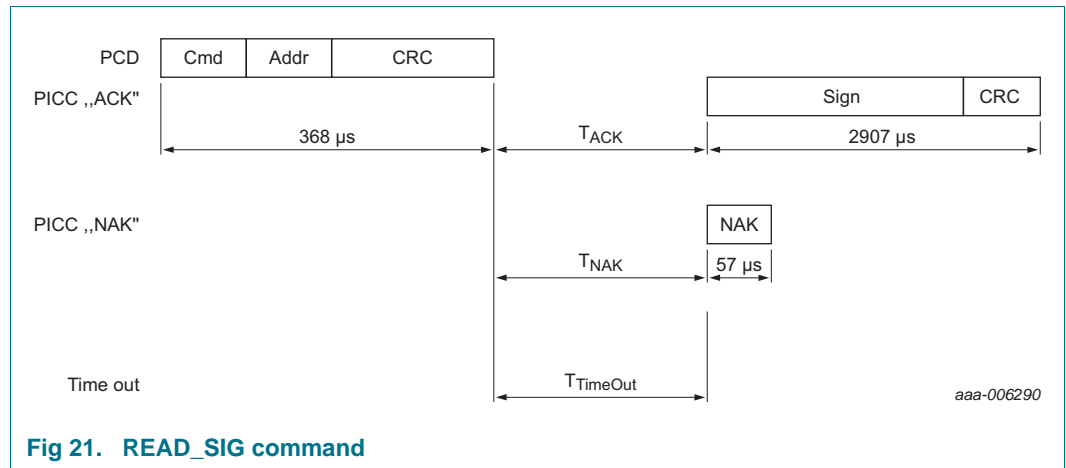 PCD Cmd Addr CRC
PICC ,,ACK" Sign CRC
368 µs TACK 2907 µs
PICC ,,NAK" NAK
TNAK 57 µs
Time out TTimeOut aaa-006290
Fig 21. READ_SIG command